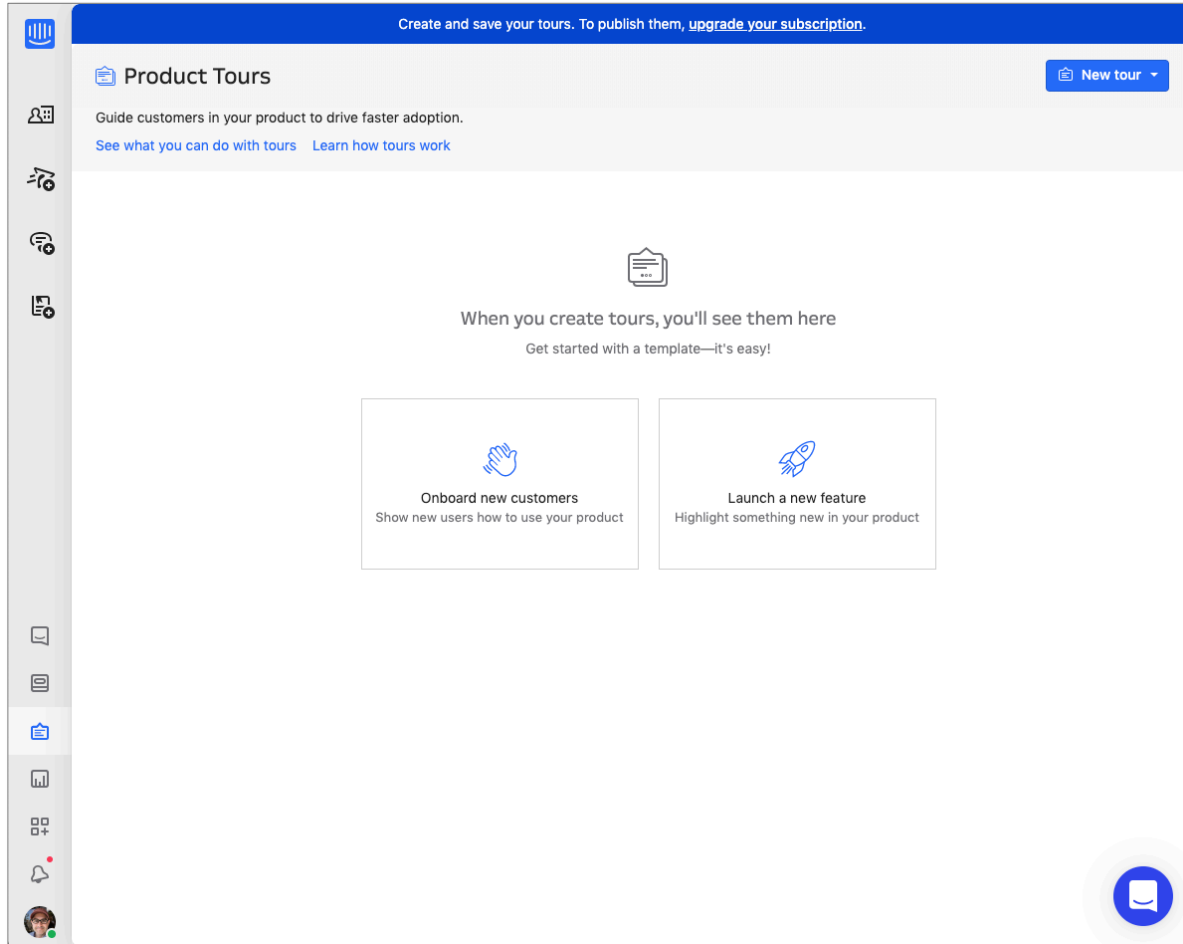 Create and save your tours. To publish them, upgrade your subscription.
Product Tours
New tour
Guide customers in your product to drive faster adoption.
See what you can do with tours Learn how tours work
When you create tours, you'll see them here
Get started with a template—it's easy!
Onboard new customers
Show new users how to use your product
Launch a new feature
Highlight something new in your product